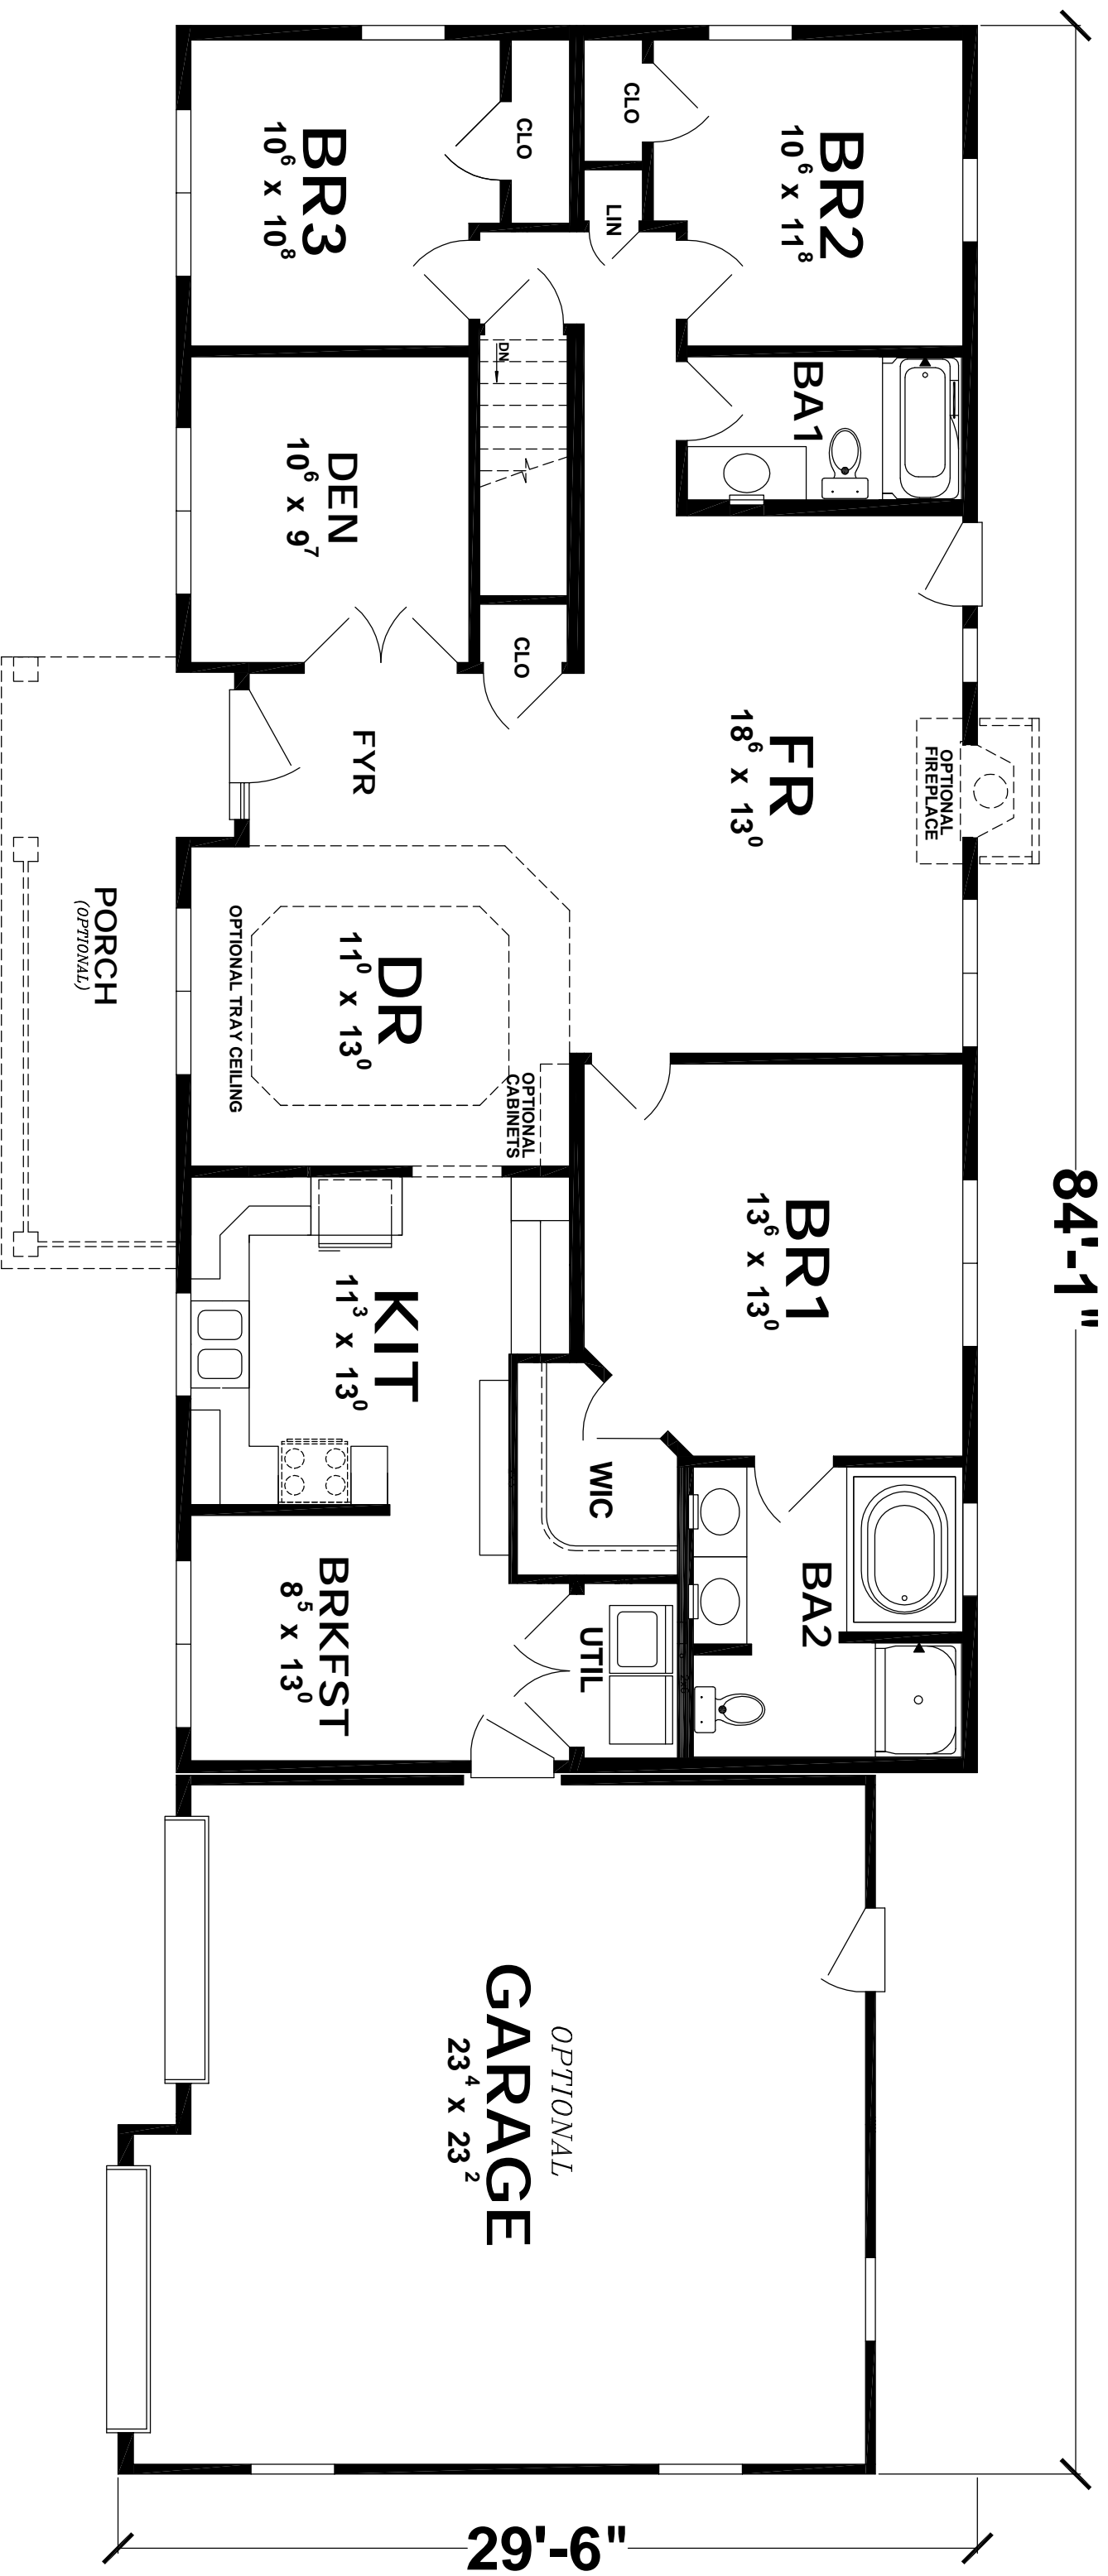 84'-1"
BR2
10⁶ x 11⁸
CLO
LIN
CLO
BR3
10⁶ x 10⁸
BA1
DN
DEN
10⁶ x 9⁷
CLO
FYR
FR
18⁶ x 13⁰
OPTIONAL
FIREPLACE
PORCH
(OPTIONAL)
DR
11⁰ x 13⁰
OPTIONAL TRAY CEILING
OPTIONAL
CABINETS
BR1
13⁶ x 13⁰
KIT
11³ x 13⁰
WIC
BA2
UTIL
BRKFST
8⁵ x 13⁰
OPTIONAL
GARAGE
23⁴ x 23²
29'-6"